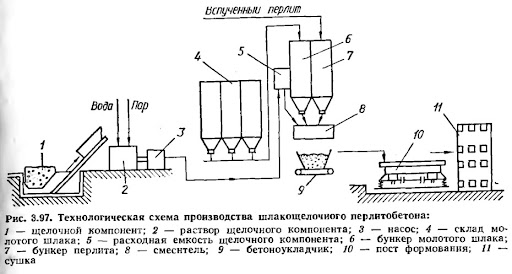 Вспученный перлит
4
5
6
7
Вода Пар
1
2
3
8
9
10
11
Рис. 3.97. Технологическая схема производства шлакощелочного перлитобетона:
1 — щелочной компонент; 2 — раствор щелочного компонента; 3 — насос; 4 — склад мо-
лотого шлака; 5 — расходная емкость щелочного компонента; 6 — бункер молотого шлака;
7 — бункер перлита; 8 — смеситель; 9 — бетоноукладчик; 10 — пост формования; 11 —
сушка